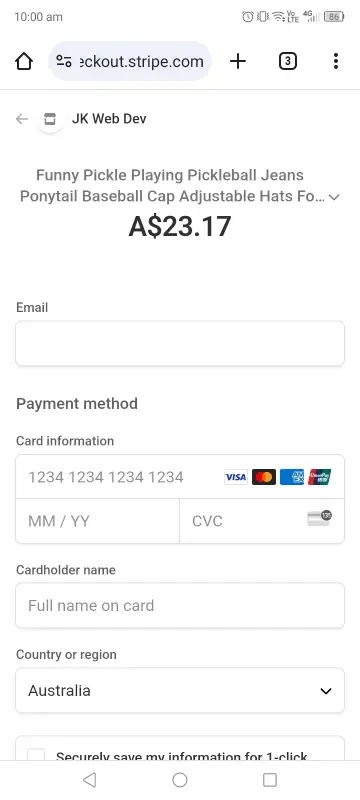 10:00 am
Vo LTE 4G 86
eckout.stripe.com
3
JK Web Dev
Funny Pickle Playing Pickleball Jeans
Ponytail Baseball Cap Adjustable Hats Fo...
A$23.17
Email
Payment method
Card information
1234 1234 1234 1234
VISA
AM EX
UnionPay
MM / YY
CVC
135
Cardholder name
Full name on card
Country or region
Australia
Securely save my information for 1-click